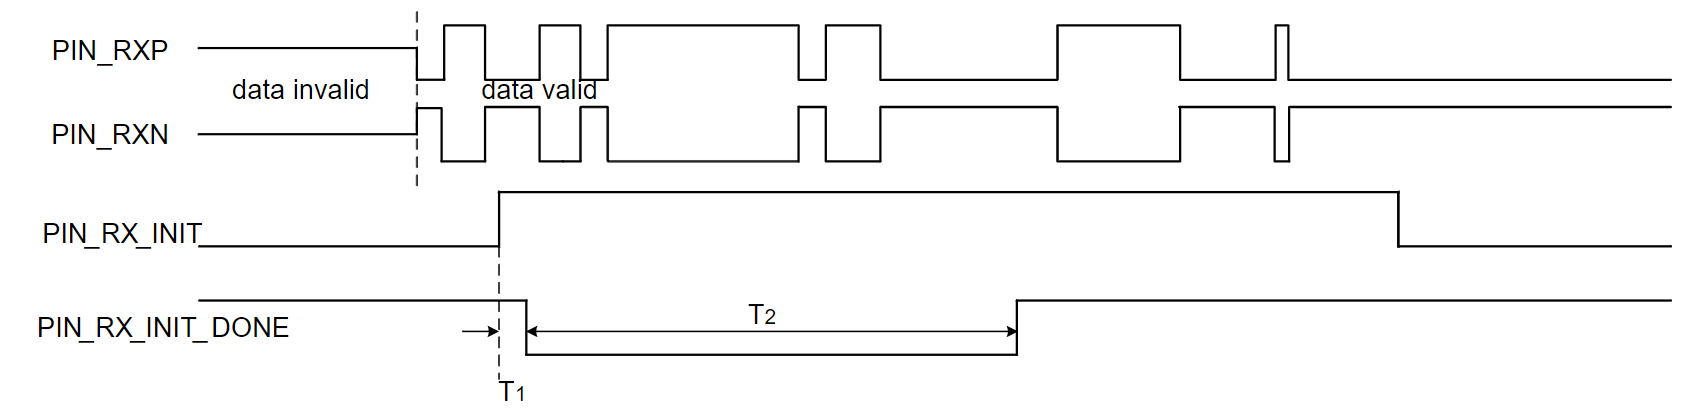 PIN_RXP
data invalid
data valid
PIN_RXN
PIN_RX_INIT
T2
PIN_RX_INIT_DONE
T1